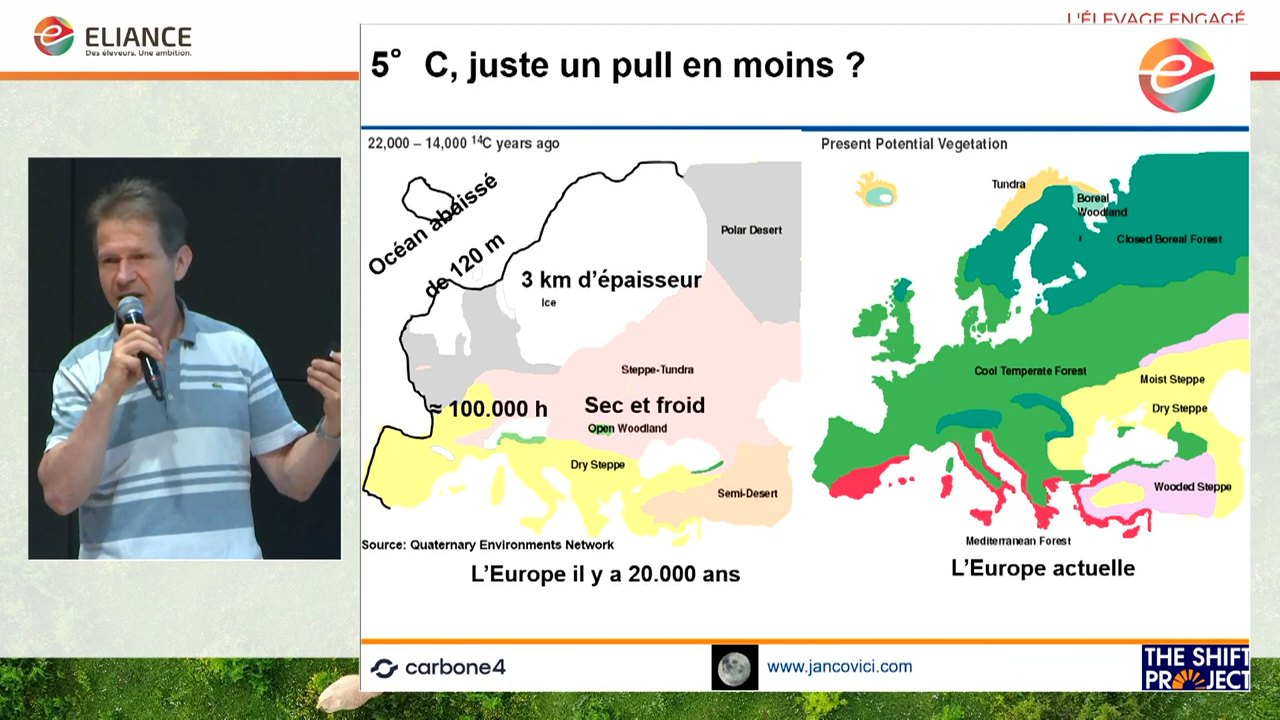 ELIANCE
Des éleveurs. Une ambition.
L'ÉLEVAGE ENGAGÉ
5° C, juste un pull en moins ?
22,000 – 14,000 ¹⁴C years ago
Océan abaissé
de 120 m
3 km d'épaisseur
Ice
Polar Desert
Steppe-Tundra
≈ 100.000 h
Sec et froid
Open Woodland
Dry Steppe
Semi-Desert
Source: Quaternary Environments Network
L'Europe il y a 20.000 ans
Present Potential Vegetation
Tundra
Boreal
Woodland
Closed Boreal Forest
Cool Temperate Forest
Moist Steppe
Dry Steppe
Wooded Steppe
Mediterranean Forest
L'Europe actuelle
carbone4
www.jancovici.com
THE SHIFT
PROJECT